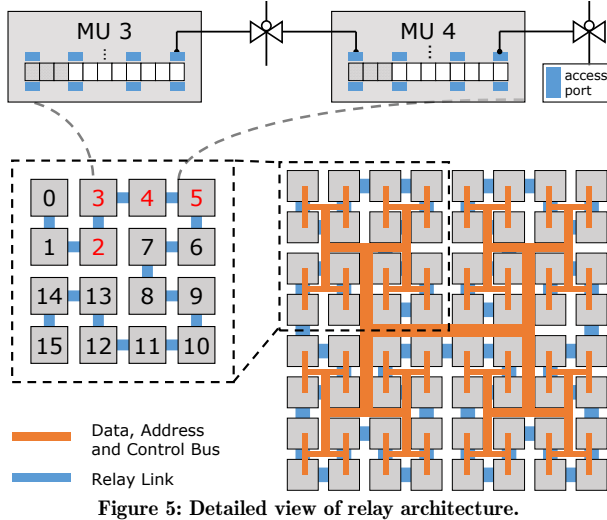 MU 3
MU 4
access
port
0 3 4 5
1 2 7 6
14 13 8 9
15 12 11 10
Data, Address
and Control Bus
Relay Link
Figure 5: Detailed view of relay architecture.